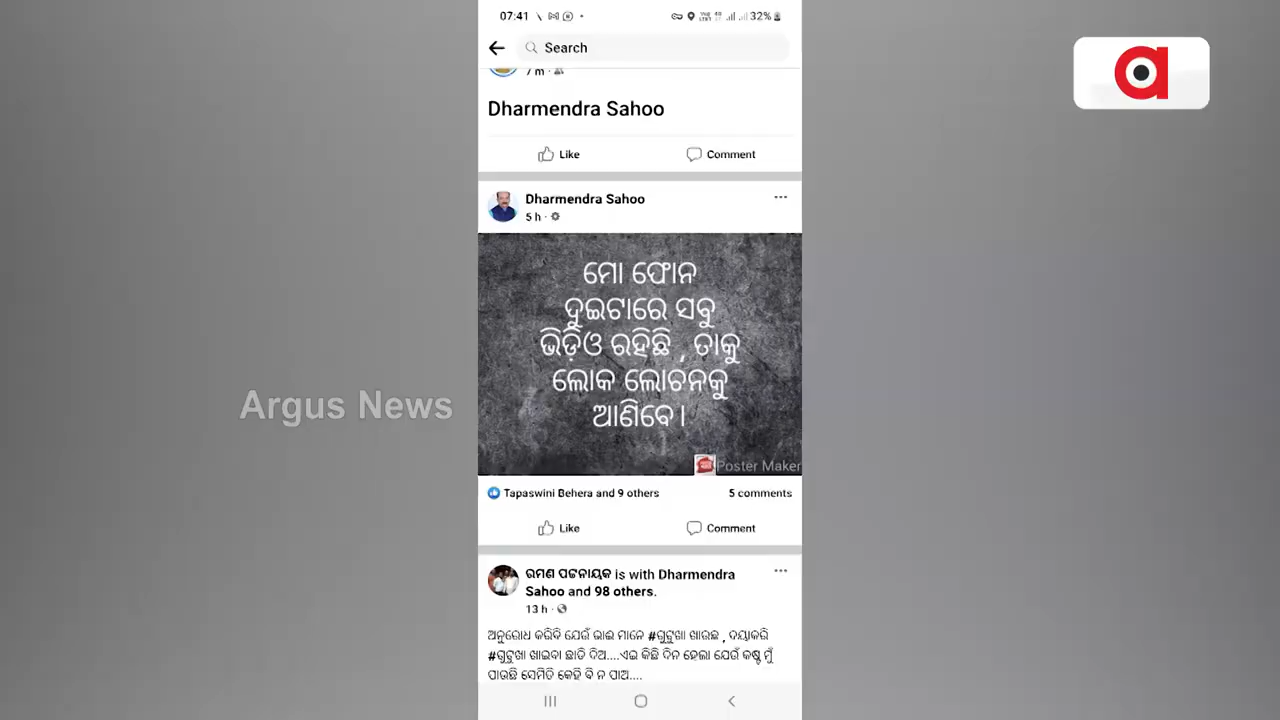 07:41
32%
Search
7 m
Dharmendra Sahoo
Like Comment
Dharmendra Sahoo
5 h
ମୋ ଫୋନ
ଦୁଇଟାରେ ସବୁ
ଭିଡ଼ିଓ ରହିଛି , ତାକୁ
ଲୋକ ଲୋଚନକୁ
ଆଣିବେ।
Poster Maker
Tapaswini Behera and 9 others 5 comments
Like Comment
ରମଣ ପଟ୍ଟନାୟକ is with Dharmendra
Sahoo and 98 others.
13 h
ଅନୁରୋଧ କରିବି ଯେଉଁ ଭାଈ ମାନେ #ଗୁଟୁଖା ଖାଉଛ , ଦୟାକରି
#ଗୁଟୁଖା ଖାଇବା ଛାଡି ଦିଅ....ଏଇ କିଛି ଦିନ ହେଲା ଯେଉଁ କଷ୍ଟ ମୁଁ
ପାଉଛି ସେମିତି କେହି ବି ନ ପାଅ....
Argus News